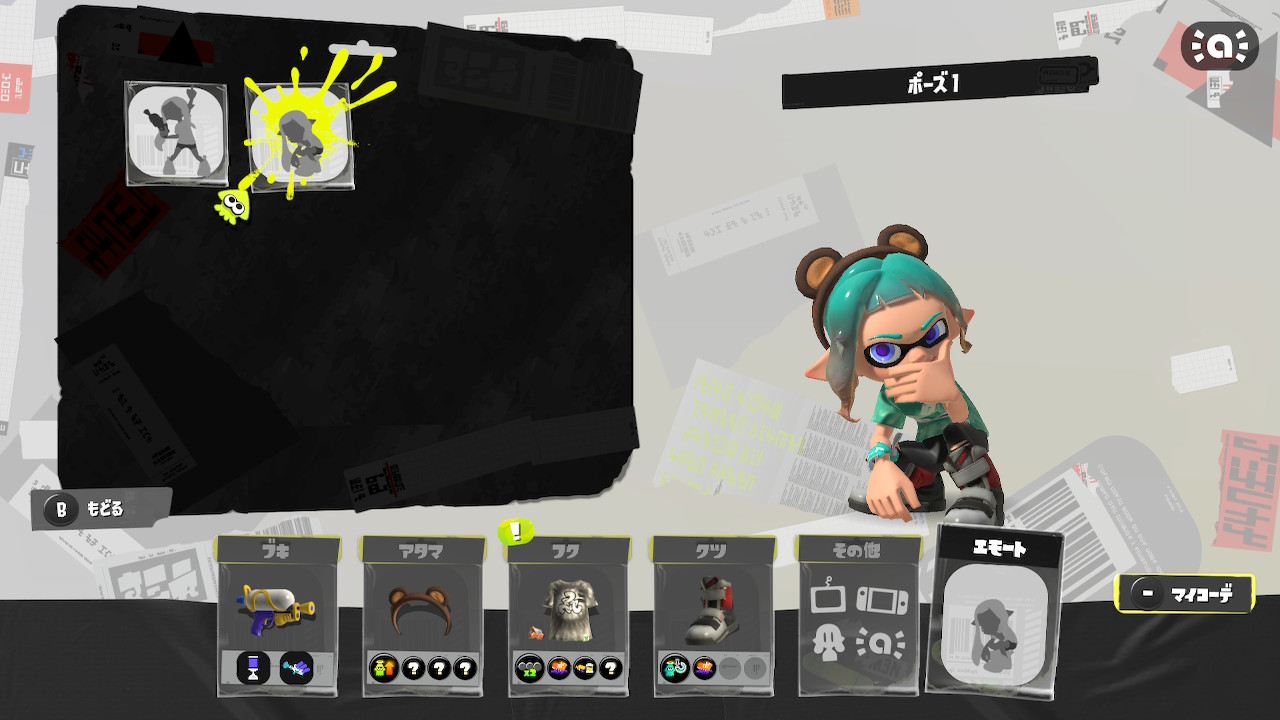 ポーズ1
B もどる
!
ブキ
アタマ
フク
クツ
その他
エモート
? ? ?
x2
?
- マイコーデ